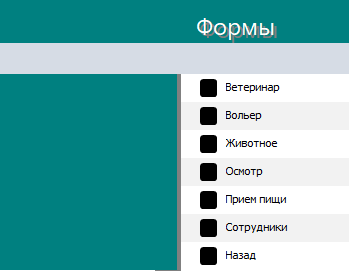 Формы
Ветеринар
Вольер
Животное
Осмотр
Прием пищи
Сотрудники
Назад